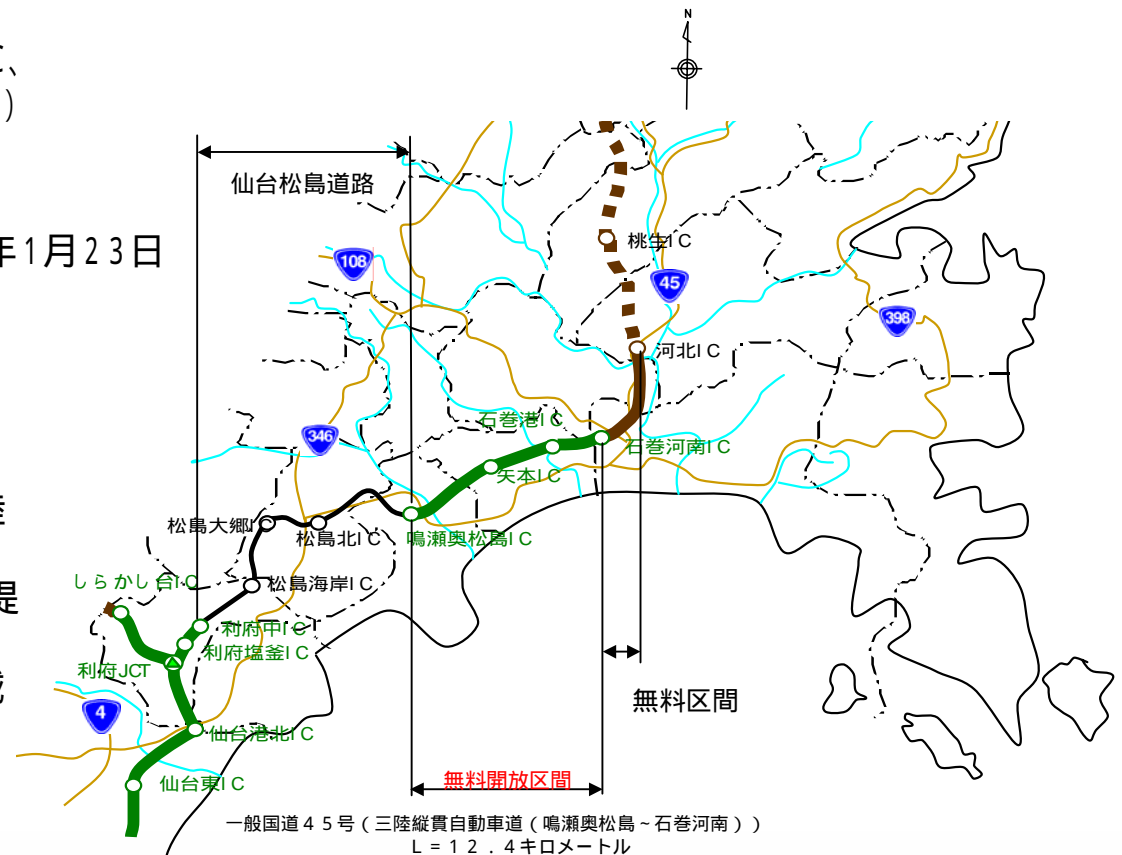 N
、
)
仙台松島道路
年1月23日
桃生IC
108
45
398
河北IC
石巻港IC
346
石巻河南IC
矢本IC
松島大郷I
松島北IC
鳴瀬奥松島IC
しらかし台IC
松島海岸IC
堤
利府中IC
利府塩釜IC
利府JCT
無料区間
4
仙台港北IC
無料開放区間
仙台東IC
一般国道45号(三陸縦貫自動車道(鳴瀬奥松島~石巻河南))
L=12.4キロメートル